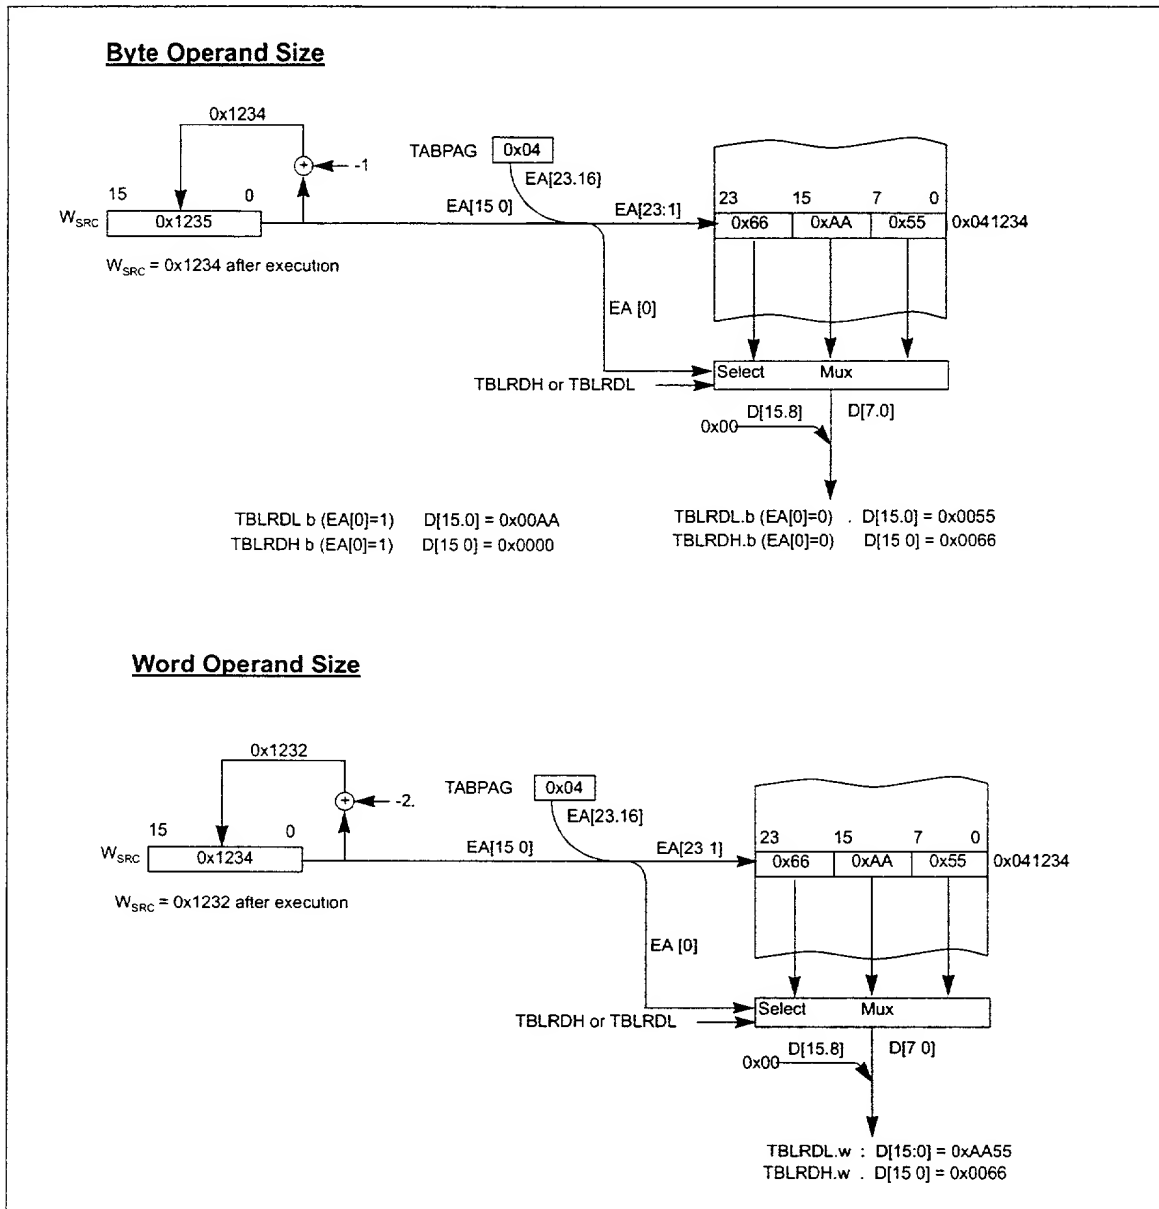 Byte Operand Size
0x1234
TABPAG 0x04
-1
EA[23.16]
15 0
EA[15 0] EA[23:1]
23 15 7 0
WSRC 0x1235
0x66 0xAA 0x55 0x041234
WSRC = 0x1234 after execution
EA [0]
Select Mux
TBLRDH or TBLRDL
D[15.8] D[7.0]
0x00
TBLRDL b (EA[0]=1) D[15.0] = 0x00AA
TBLRDH b (EA[0]=1) D[15 0] = 0x0000
TBLRDL.b (EA[0]=0) . D[15.0] = 0x0055
TBLRDH.b (EA[0]=0) D[15 0] = 0x0066
Word Operand Size
0x1232
TABPAG 0x04
-2.
EA[23.16]
15 0
EA[15 0] EA[23 1]
23 15 7 0
WSRC 0x1234
0x66 0xAA 0x55 0x041234
WSRC = 0x1232 after execution
EA [0]
Select Mux
TBLRDH or TBLRDL
D[15.8] D[7 0]
0x00
TBLRDL.w : D[15:0] = 0xAA55
TBLRDH.w . D[15 0] = 0x0066